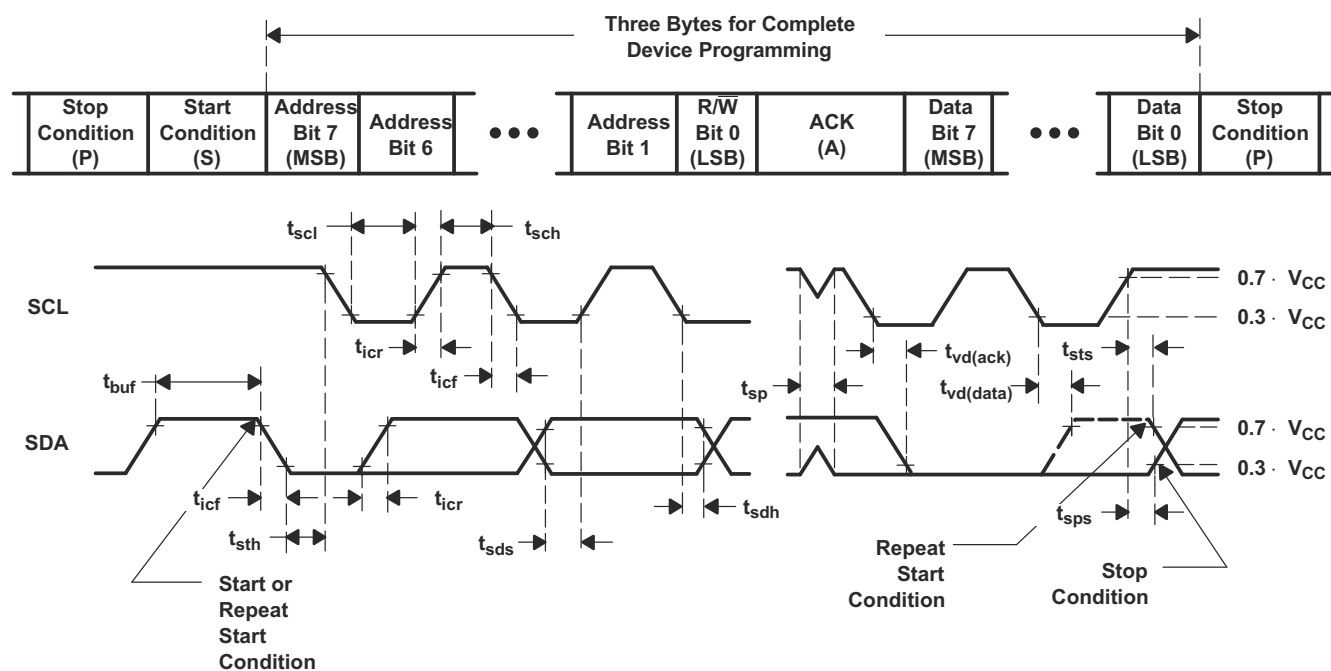 Three Bytes for Complete
Device Programming
Stop
Condition
(P)
Start
Condition
(S)
Address
Bit 7
(MSB)
Address
Bit 6
•••
Address
Bit 1
R/W̅
Bit 0
(LSB)
ACK
(A)
Data
Bit 7
(MSB)
•••
Data
Bit 0
(LSB)
Stop
Condition
(P)
tscl
tsch
SCL
0.7 · VCC
0.3 · VCC
ticr
ticf
tvd(ack)
tsts
tbuf
tsp
tvd(data)
SDA
0.7 · VCC
0.3 · VCC
ticf
ticr
tsth
tsds
tsdh
tsps
Start or
Repeat
Start
Condition
Repeat
Start
Condition
Stop
Condition